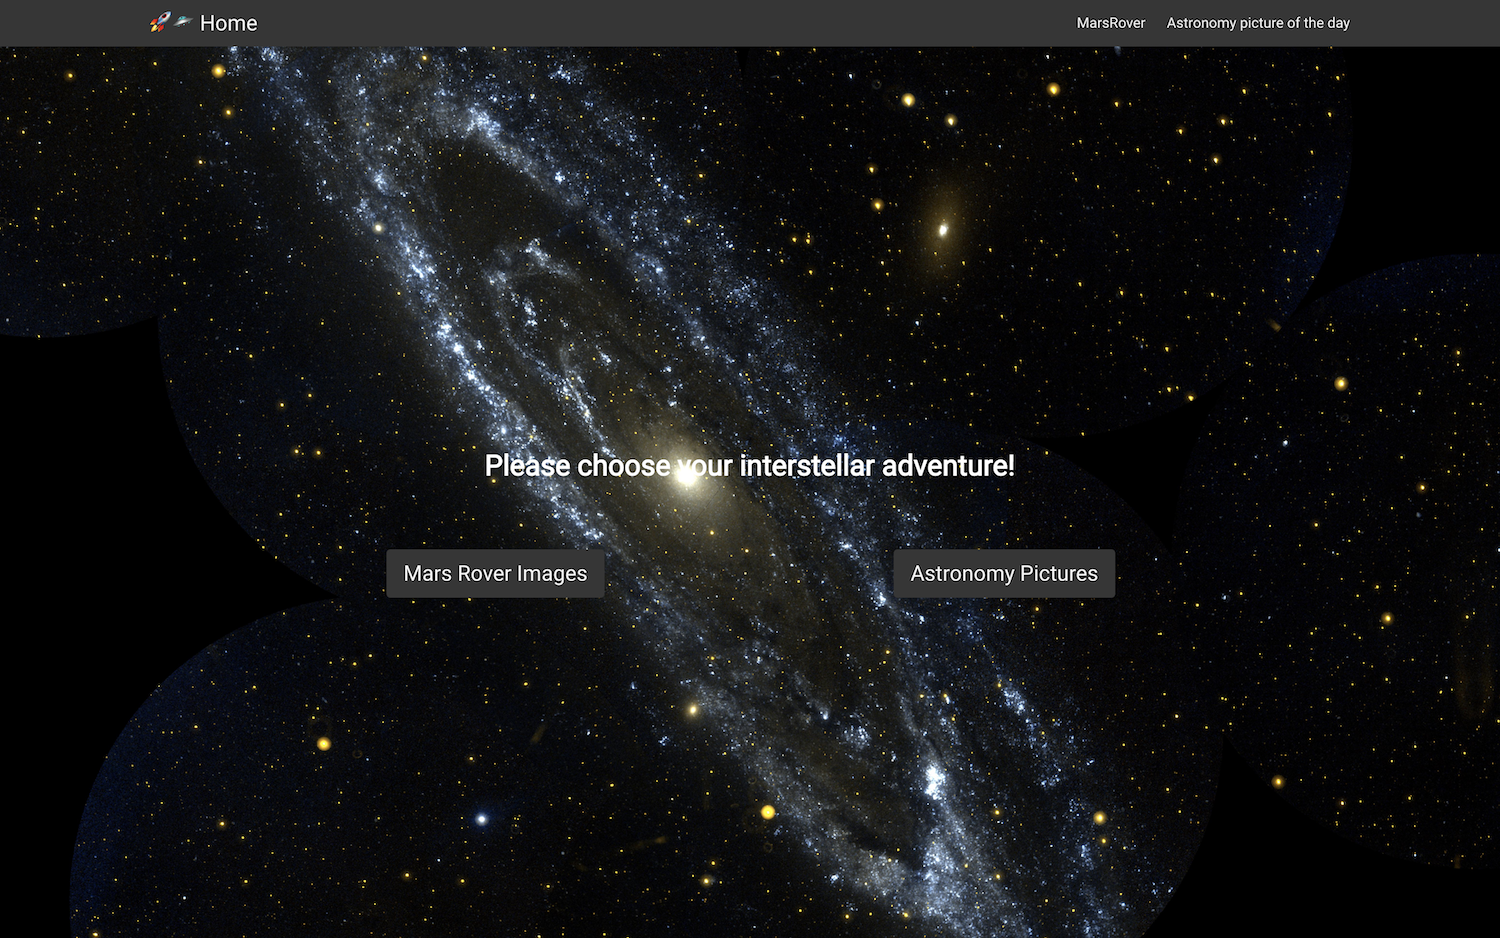 🚀🛸 Home
MarsRover
Astronomy picture of the day
Please choose your interstellar adventure!
Mars Rover Images
Astronomy Pictures